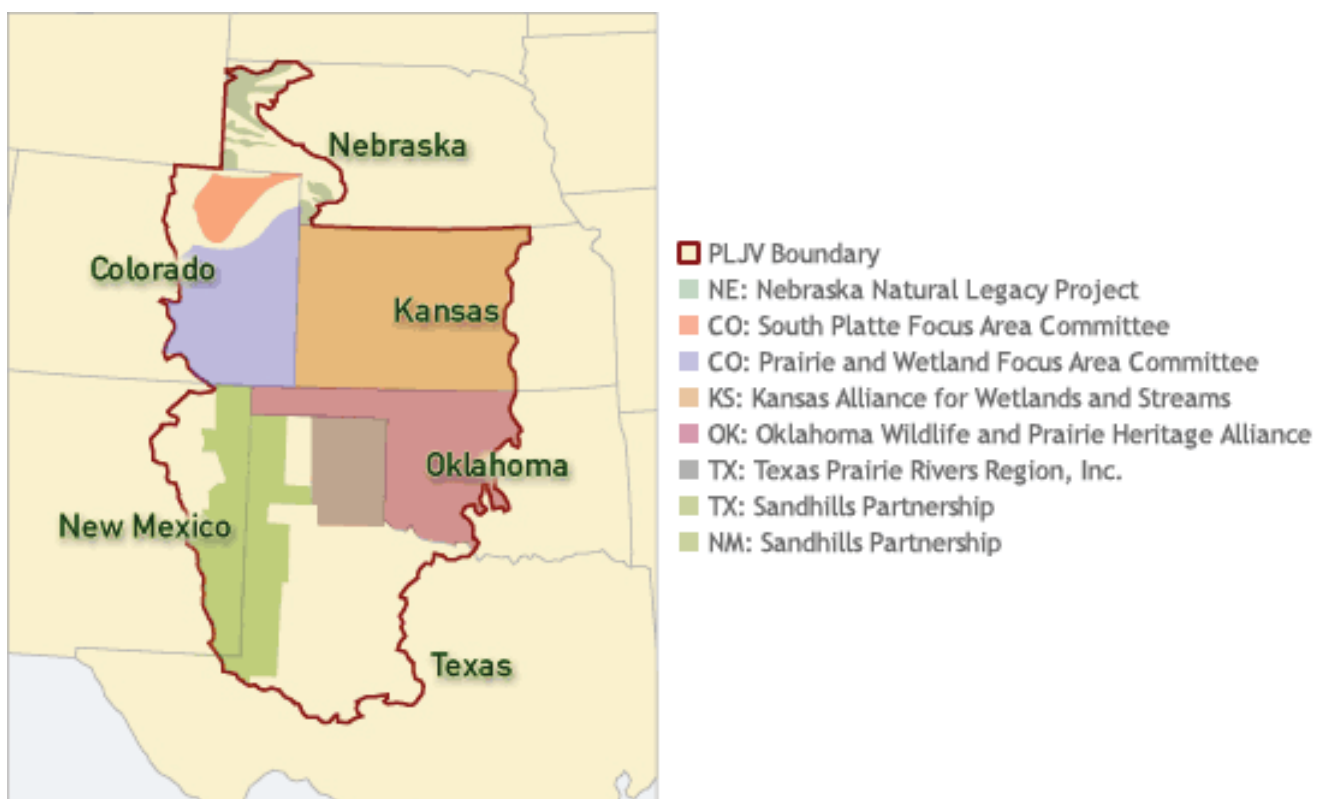 Nebraska
Colorado
Kansas
Oklahoma
New Mexico
Texas
PLJV Boundary
NE: Nebraska Natural Legacy Project
CO: South Platte Focus Area Committee
CO: Prairie and Wetland Focus Area Committee
KS: Kansas Alliance for Wetlands and Streams
OK: Oklahoma Wildlife and Prairie Heritage Alliance
TX: Texas Prairie Rivers Region, Inc.
TX: Sandhills Partnership
NM: Sandhills Partnership